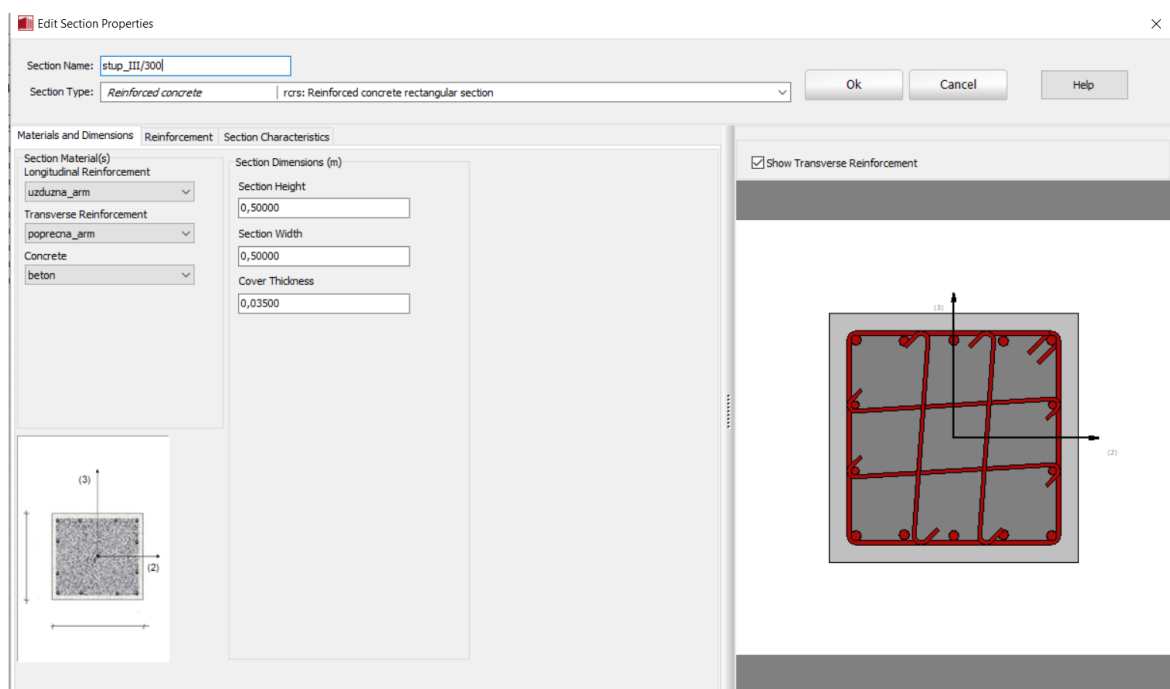 Edit Section Properties
Section Name: stup_III/300
Section Type: Reinforced concrete rcrs: Reinforced concrete rectangular section
Ok Cancel Help
Materials and Dimensions Reinforcement Section Characteristics
Section Material(s)
Longitudinal Reinforcement
uzduzna_arm
Transverse Reinforcement
poprecna_arm
Concrete
beton
Section Dimensions (m)
Section Height
0,50000
Section Width
0,50000
Cover Thickness
0,03500
(3)
(2)
Show Transverse Reinforcement
(3)
(2)